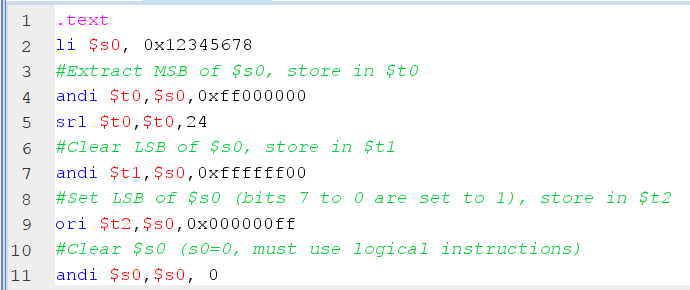 1 .text
2 li $s0, 0x12345678
3 #Extract MSB of $s0, store in $t0
4 andi $t0,$s0,0xff000000
5 srl $t0,$t0,24
6 #Clear LSB of $s0, store in $t1
7 andi $t1,$s0,0xffffff00
8 #Set LSB of $s0 (bits 7 to 0 are set to 1), store in $t2
9 ori $t2,$s0,0x000000ff
10 #Clear $s0 (s0=0, must use logical instructions)
11 andi $s0,$s0, 0